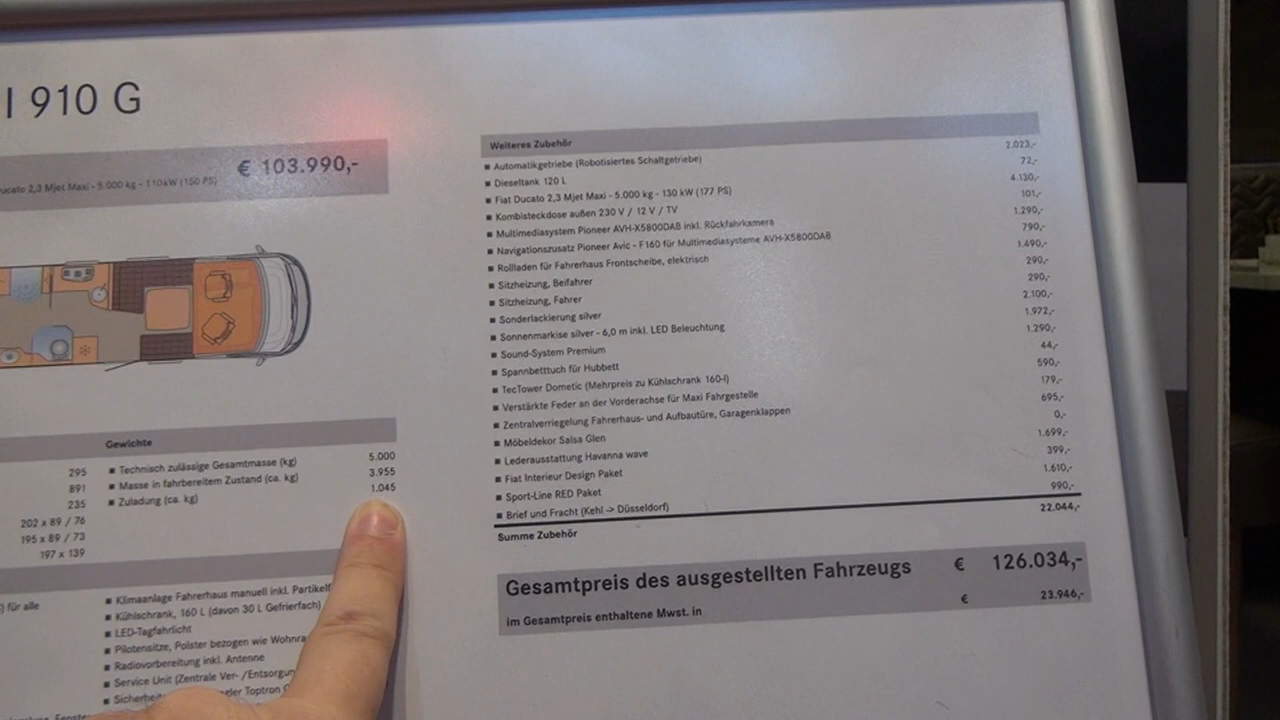 I 910 G
€ 103.990,-
Ducato 2,3 Mjet Maxi - 5.000 kg - 110 kW (150 PS)
Gewichte
295
891
235
202 x 89 / 76
195 x 89 / 73
197 x 139
▪ Technisch zulässige Gesamtmasse (kg) 5.000
▪ Masse in fahrbereitem Zustand (ca. kg) 3.955
▪ Zuladung (ca. kg) 1.045
) für alle
▪ Klimaanlage Fahrerhaus manuell inkl. Partikelf
▪ Kühlschrank, 160 L (davon 30 L Gefrierfach)
▪ LED-Tagfahrlicht
▪ Pilotensitze, Polster bezogen wie Wohnra
▪ Radiovorbereitung inkl. Antenne
▪ Service Unit (Zentrale Ver- /Entsorgun
▪ Sicherheits
Toptron
Weiteres Zubehör
▪ Automatikgetriebe (Robotisiertes Schaltgetriebe) 2.023,-
▪ Dieseltank 120 L 72,-
▪ Fiat Ducato 2,3 Mjet Maxi - 5.000 kg - 130 kW (177 PS) 4.130,-
▪ Kombisteckdose außen 230 V / 12 V / TV 101,-
▪ Multimediasystem Pioneer AVH-X5800DAB inkl. Rückfahrkamera 1.290,-
▪ Navigationszusatz Pioneer Avic - F160 für Multimediasysteme AVH-X5800DAB 790,-
▪ Rollladen für Fahrerhaus Frontscheibe, elektrisch 1.490,-
▪ Sitzheizung, Beifahrer 290,-
▪ Sitzheizung, Fahrer 290,-
▪ Sonderlackierung silver 2.100,-
▪ Sonnenmarkise silver - 6,0 m inkl. LED Beleuchtung 1.972,-
▪ Sound-System Premium 1.290,-
▪ Spannbetttuch für Hubbett 44,-
▪ TecTower Dometic (Mehrpreis zu Kühlschrank 160-l) 590,-
▪ Verstärkte Feder an der Vorderachse für Maxi Fahrgestelle 179,-
▪ Zentralverriegelung Fahrerhaus- und Aufbautüre, Garagenklappen 695,-
▪ Möbeldekor Salsa Glen 0,-
▪ Lederausstattung Havanna wave 1.699,-
▪ Fiat Interieur Design Paket 399,-
▪ Sport-Line RED Paket 1.610,-
▪ Brief und Fracht (Kehl -> Düsseldorf) 990,-
Summe Zubehör 22.044,-
Gesamtpreis des ausgestellten Fahrzeugs € 126.034,-
im Gesamtpreis enthaltene Mwst. in € 23.946,-